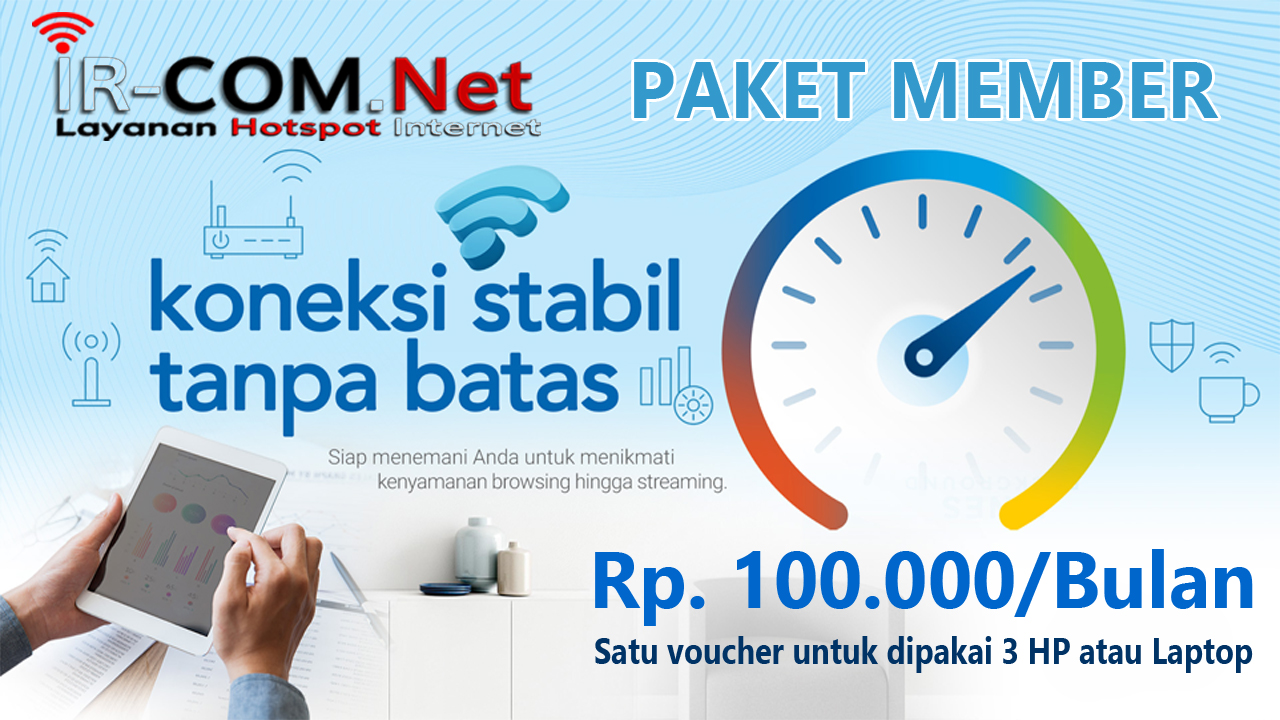 IR-COM.Net
Layanan Hotspot Internet
PAKET MEMBER
koneksi stabil
tanpa batas
Siap menemani Anda untuk menikmati
kenyamanan browsing hingga streaming.
Rp. 100.000/Bulan
Satu voucher untuk dipakai 3 HP atau Laptop